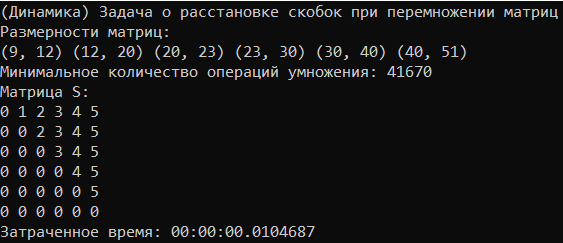 (Динамика) Задача о расстановке скобок при перемножении матриц
Размерности матриц:
(9, 12) (12, 20) (20, 23) (23, 30) (30, 40) (40, 51)
Минимальное количество операций умножения: 41670
Матрица S:
0 1 2 3 4 5
0 0 2 3 4 5
0 0 0 3 4 5
0 0 0 0 4 5
0 0 0 0 0 5
0 0 0 0 0 0
Затраченное время: 00:00:00.0104687